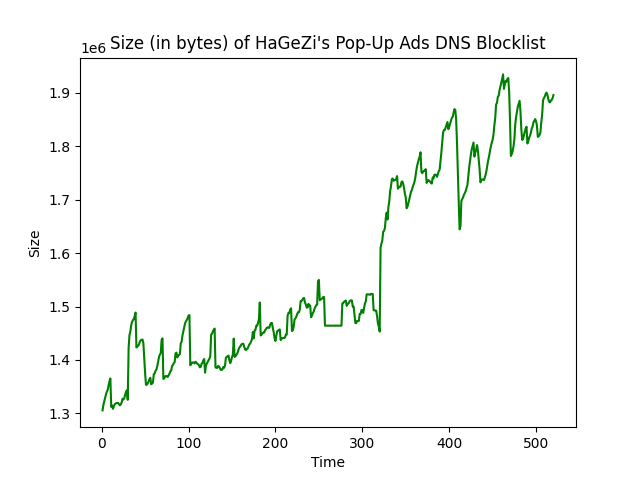 Size (in bytes) of HaGeZi's Pop-Up Ads DNS Blocklist
1e6
1.9
1.8
1.7
1.6
1.5
1.4
1.3
Size
0 100 200 300 400 500
Time